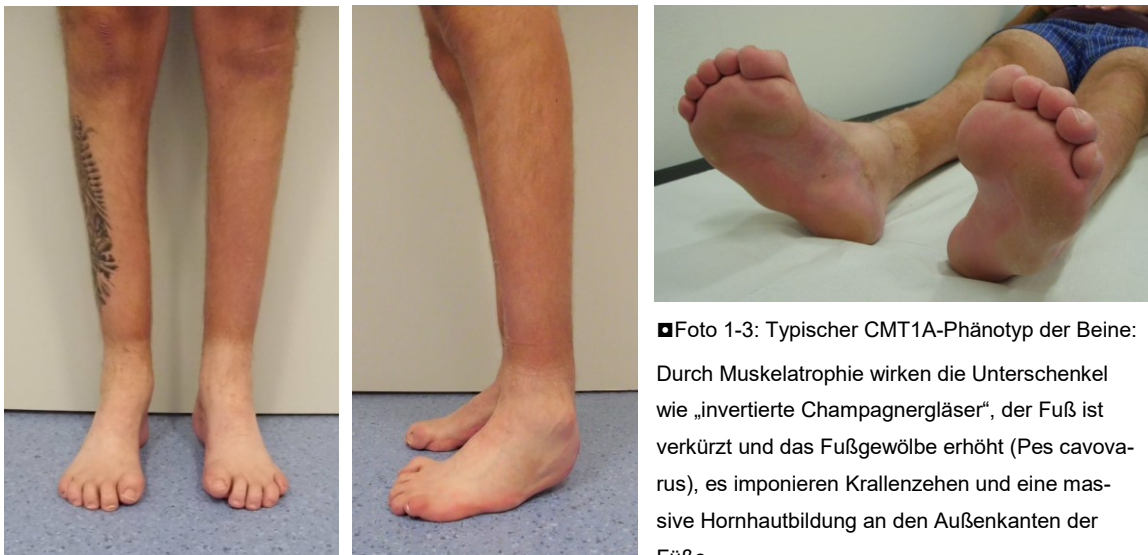 ◘Foto 1-3: Typischer CMT1A-Phänotyp der Beine:
Durch Muskelatrophie wirken die Unterschenkel
wie „invertierte Champagnergläser“, der Fuß ist
verkürzt und das Fußgewölbe erhöht (Pes cavova-
rus), es imponieren Krallenzehen und eine mas-
sive Hornhautbildung an den Außenkanten der